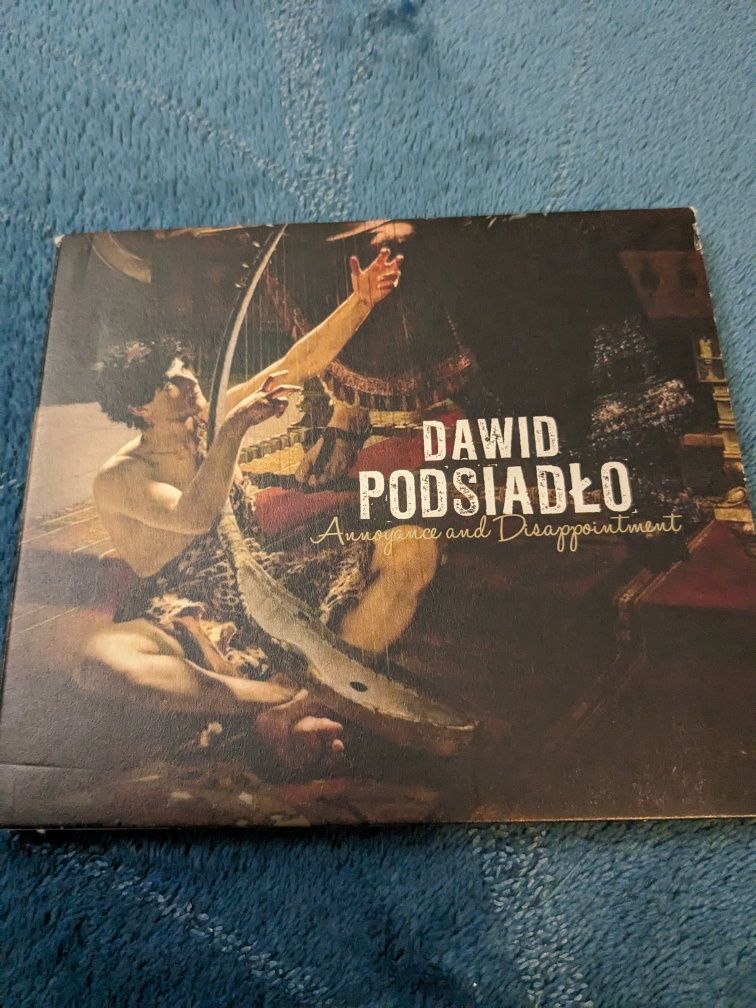 DAWID
PODSIADŁO
Annoyance and Disappointment